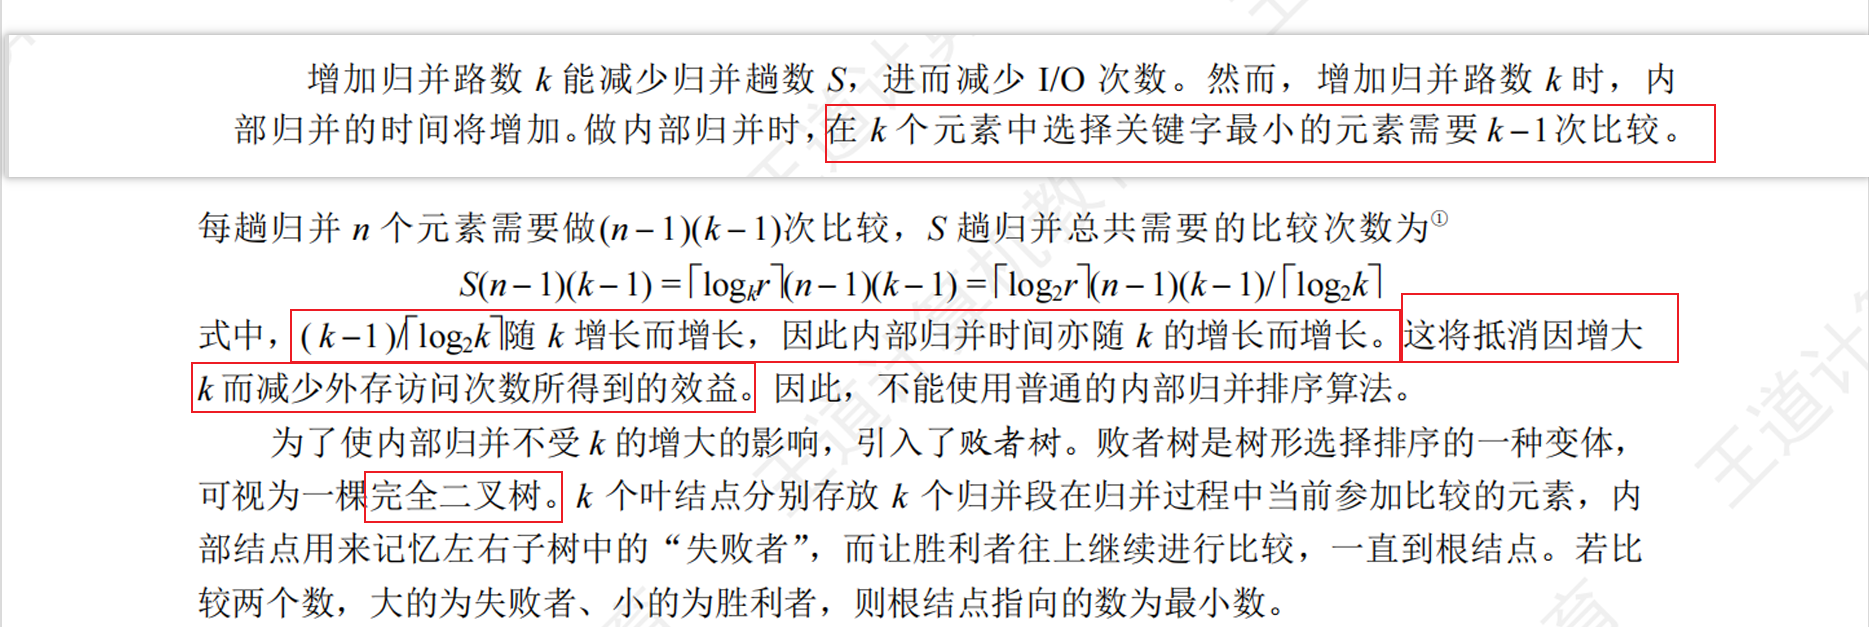 增加归并路数 k 能减少归并趟数 S，进而减少 I/O 次数。然而，增加归并路数 k 时，内
部归并的时间将增加。做内部归并时，在 k 个元素中选择关键字最小的元素需要 k−1次比较。
每趟归并 n 个元素需要做(n−1)(k−1)次比较，S 趟归并总共需要的比较次数为①
S(n−1)(k−1)=⌈logₖr⌉(n−1)(k−1)=⌈log₂r⌉(n−1)(k−1)/⌈log₂k⌉
式中，(k−1)/⌈log₂k⌉随 k 增长而增长，因此内部归并时间亦随 k 的增长而增长。这将抵消因增大
k 而减少外存访问次数所得到的效益。因此，不能使用普通的内部归并排序算法。
为了使内部归并不受 k 的增大的影响，引入了败者树。败者树是树形选择排序的一种变体，
可视为一棵完全二叉树。k 个叶结点分别存放 k 个归并段在归并过程中当前参加比较的元素，内
部结点用来记忆左右子树中的“失败者”，而让胜利者往上继续进行比较，一直到根结点。若比
较两个数，大的为失败者、小的为胜利者，则根结点指向的数为最小数。
王道计算机教育
王道计算